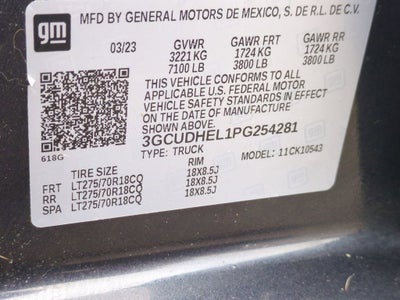 gm
MFD BY GENERAL MOTORS DE MEXICO, S. DE R.L. DE C.V.
03/23 GVWR GAWR FRT GAWR RR
3221 KG 1724 KG 1724 KG
7100 LB 3800 LB 3800 LB
THIS VEHICLE CONFORMS TO ALL
APPLICABLE U.S. FEDERAL MOTOR
VEHICLE SAFETY STANDARDS IN EFFECT
ON THE DATE OF MANUFACTURE SHOWN ABOVE.
3GCUDHEL1PG254281
618G
TYPE: TRUCK MODEL: 11CK10543
TIRE SIZE RIM
FRT LT275/70R18CQ 18X8.5J
RR LT275/70R18CQ 18X8.5J
SPA LT275/70R18CQ 18X8.5J